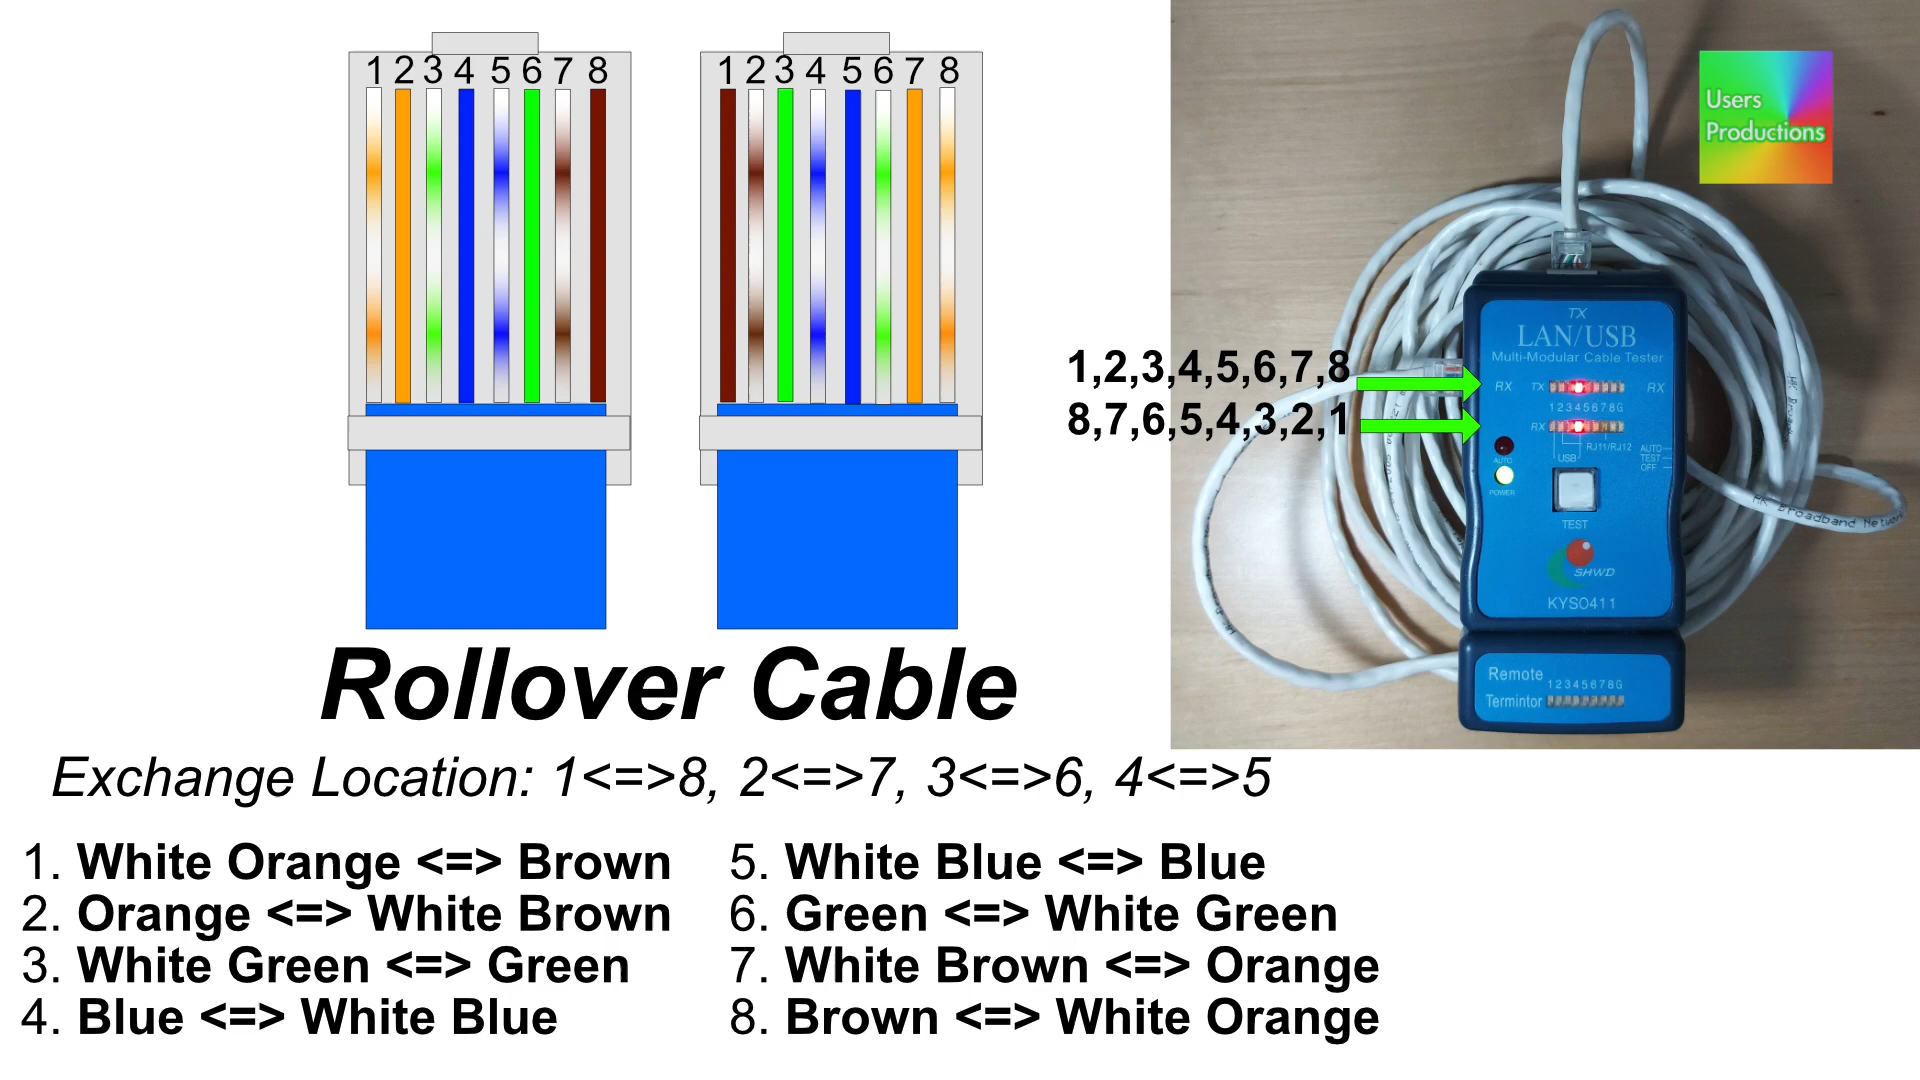 1 2 3 4 5 6 7 8
1 2 3 4 5 6 7 8
Users
Productions
TX
LAN/USB
Multi-Modular Cable Tester
1,2,3,4,5,6,7,8
RX TX RX
12345678G
8,7,6,5,4,3,2,1
RX
RJ11/RJ12
USB
AUTO
TEST
OFF
AUTO
POWER
TEST
SHWD
KYSO411
HK Broadband Network
Remote
12345678G
Termintor
Rollover Cable
Exchange Location: 1<=>8, 2<=>7, 3<=>6, 4<=>5
1. White Orange <=> Brown
2. Orange <=> White Brown
3. White Green <=> Green
4. Blue <=> White Blue
5. White Blue <=> Blue
6. Green <=> White Green
7. White Brown <=> Orange
8. Brown <=> White Orange